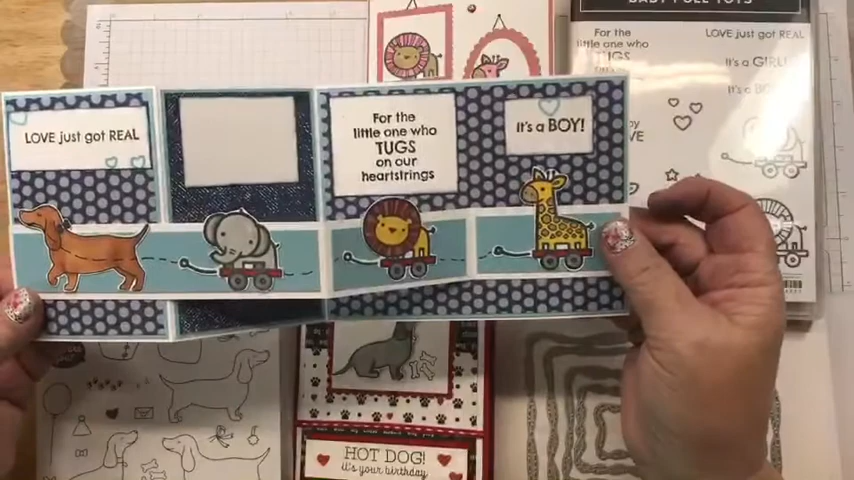 BABY PULL TOYS
LOVE just got REAL
For the
little one who
TUGS
on our
heartstrings
It's a BOY!
For the
little one who
TUGS
LOVE just got REAL
It's a GIRL!
It's a
HOT DOG!
It's your birthday